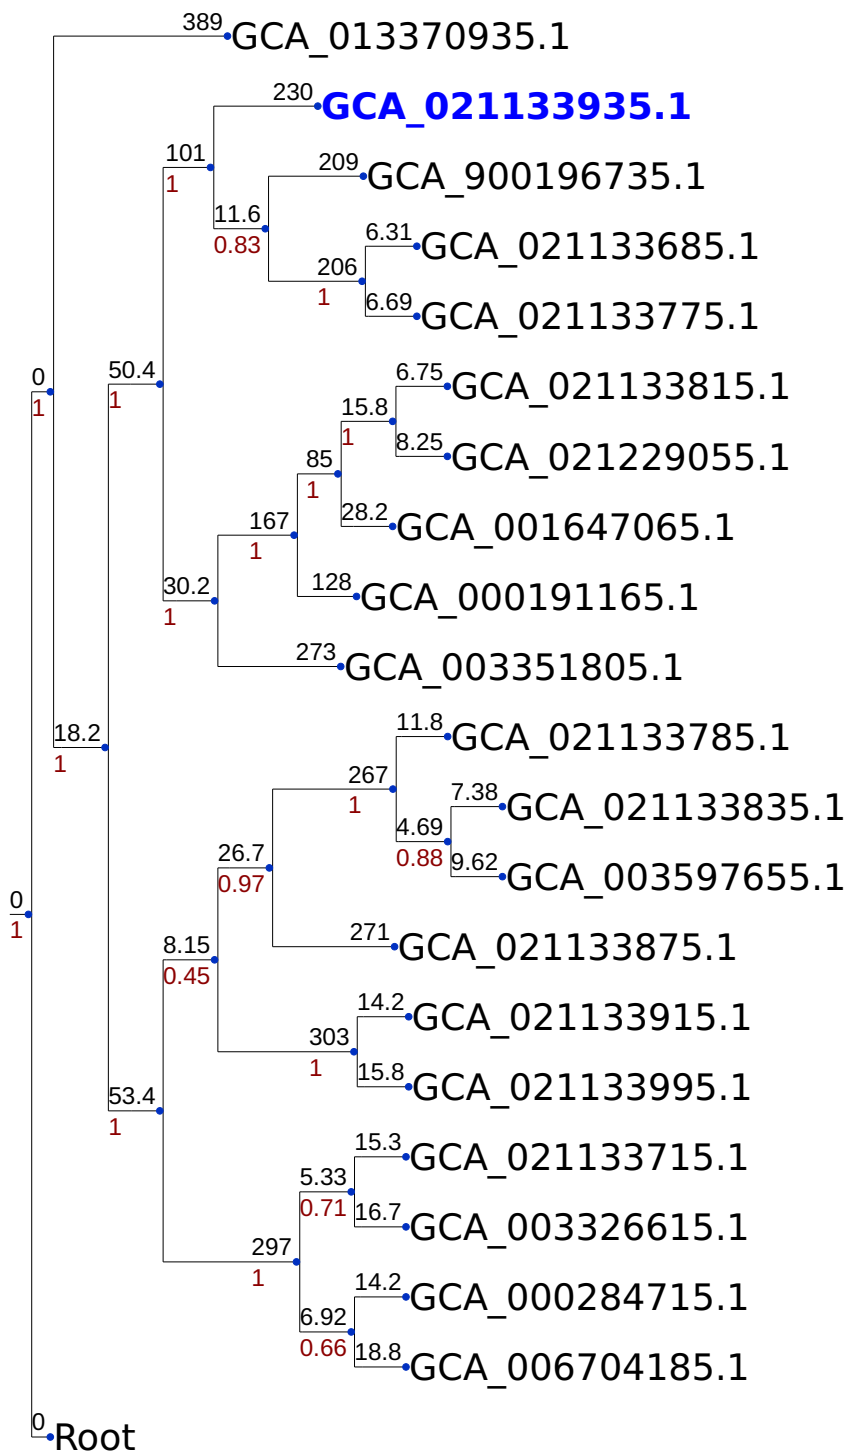 389 GCA_013370935.1
230 GCA_021133935.1
101
1
209 GCA_900196735.1
11.6
0.83
6.31 GCA_021133685.1
206
1
6.69 GCA_021133775.1
0
1
50.4
1
6.75 GCA_021133815.1
15.8
1
8.25 GCA_021229055.1
85
1
28.2 GCA_001647065.1
167
1
128 GCA_000191165.1
30.2
1
273 GCA_003351805.1
18.2
1
11.8 GCA_021133785.1
267
1
7.38 GCA_021133835.1
4.69
0.88
9.62 GCA_003597655.1
26.7
0.97
0
1
271 GCA_021133875.1
8.15
0.45
14.2 GCA_021133915.1
303
1
15.8 GCA_021133995.1
53.4
1
15.3 GCA_021133715.1
5.33
0.71
16.7 GCA_003326615.1
297
1
14.2 GCA_000284715.1
6.92
0.66
18.8 GCA_006704185.1
0 Root